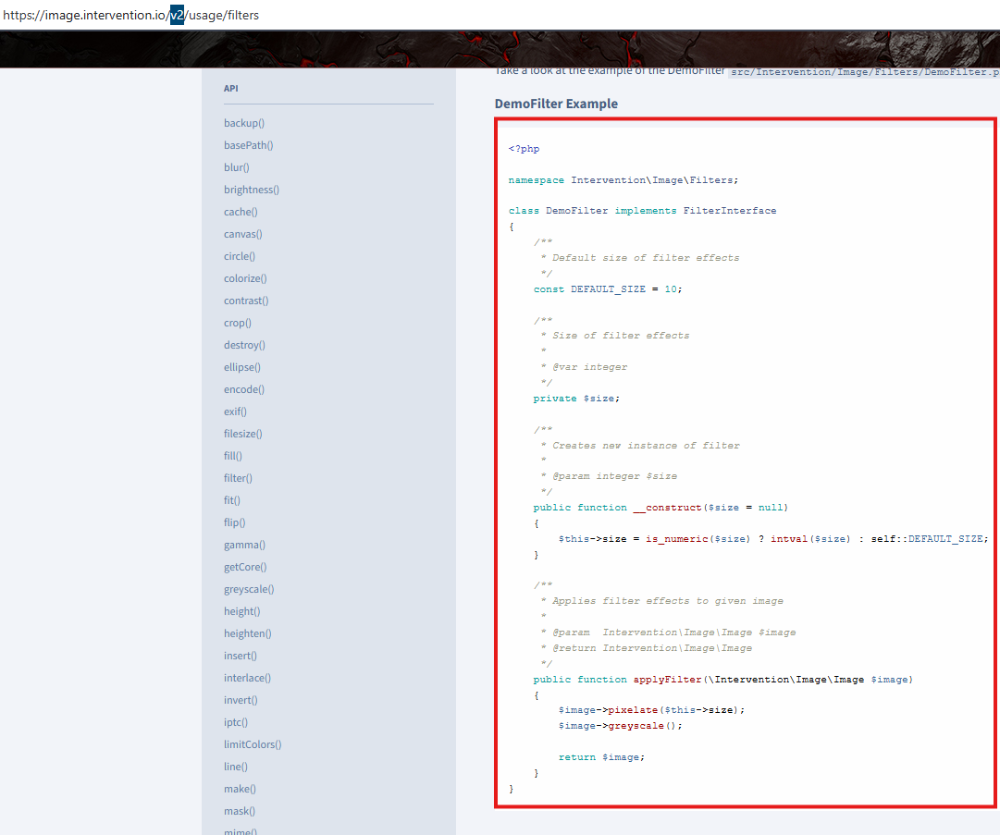 https://image.intervention.io/v2/usage/filters
API
backup()
basePath()
blur()
brightness()
cache()
canvas()
circle()
colorize()
contrast()
crop()
destroy()
ellipse()
encode()
exif()
filesize()
fill()
filter()
fit()
flip()
gamma()
getCore()
greyscale()
height()
heighten()
insert()
interlace()
invert()
iptc()
limitColors()
line()
make()
mask()
mime()
Take a look at the example of the DemoFilter src/Intervention/Image/Filters/DemoFilter.p
DemoFilter Example
<?php
namespace Intervention\Image\Filters;
class DemoFilter implements FilterInterface
{
/**
* Default size of filter effects
*/
const DEFAULT_SIZE = 10;
/**
* Size of filter effects
*
* @var integer
*/
private $size;
/**
* Creates new instance of filter
*
* @param integer $size
*/
public function __construct($size = null)
{
$this->size = is_numeric($size) ? intval($size) : self::DEFAULT_SIZE;
}
/**
* Applies filter effects to given image
*
* @param  Intervention\Image\Image $image
* @return Intervention\Image\Image
*/
public function applyFilter(\Intervention\Image\Image $image)
{
$image->pixelate($this->size);
$image->greyscale();
return $image;
}
}